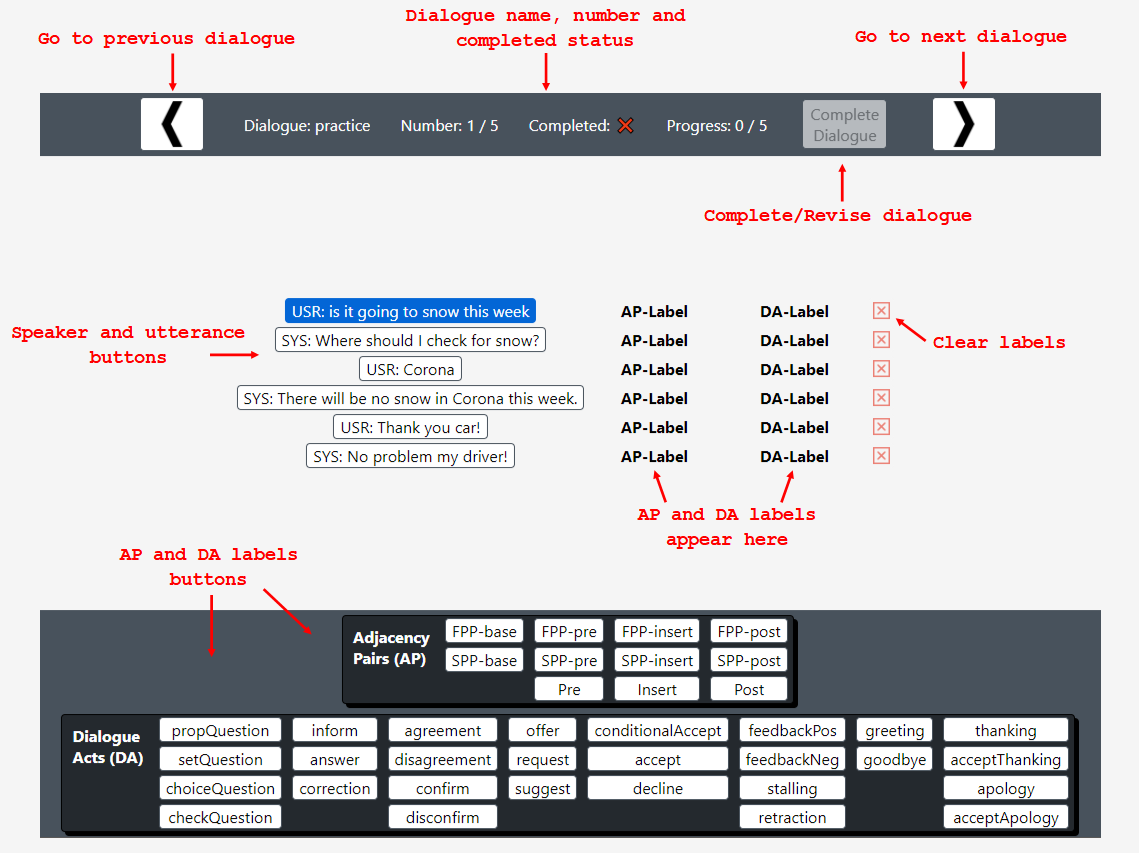 Dialogue name, number and
completed status
Go to previous dialogue
Go to next dialogue
Dialogue: practice Number: 1 / 5 Completed: Progress: 0 / 5 Complete
Dialogue
Complete/Revise dialogue
USR: is it going to snow this week AP-Label DA-Label
SYS: Where should I check for snow? AP-Label DA-Label
USR: Corona AP-Label DA-Label
SYS: There will be no snow in Corona this week. AP-Label DA-Label
USR: Thank you car! AP-Label DA-Label
SYS: No problem my driver! AP-Label DA-Label
Speaker and utterance
buttons
Clear labels
AP and DA labels
appear here
AP and DA labels
buttons
Adjacency
Pairs (AP)
FPP-base FPP-pre FPP-insert FPP-post
SPP-base SPP-pre SPP-insert SPP-post
Pre Insert Post
Dialogue
Acts (DA)
propQuestion inform agreement offer conditionalAccept feedbackPos greeting thanking
setQuestion answer disagreement request accept feedbackNeg goodbye acceptThanking
choiceQuestion correction confirm suggest decline stalling apology
checkQuestion disconfirm retraction acceptApology